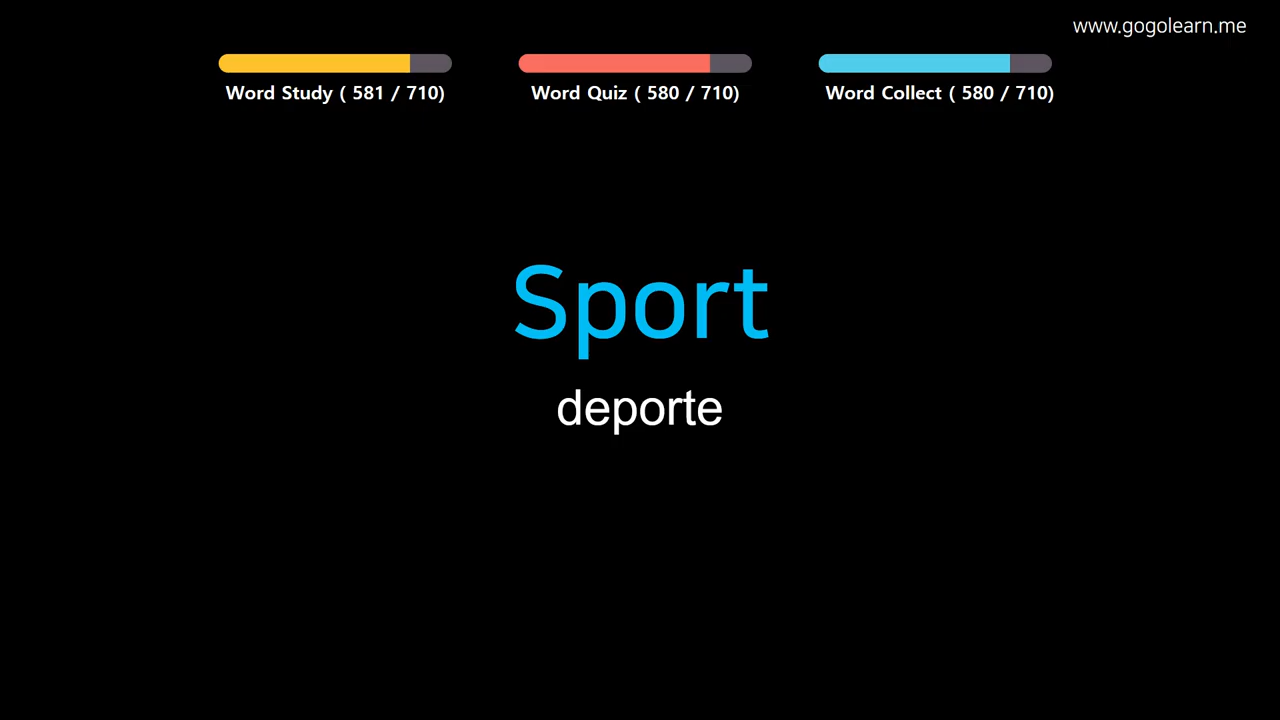 www.gogolearn.me
Word Study ( 581 / 710)
Word Quiz ( 580 / 710)
Word Collect ( 580 / 710)
Sport
deporte